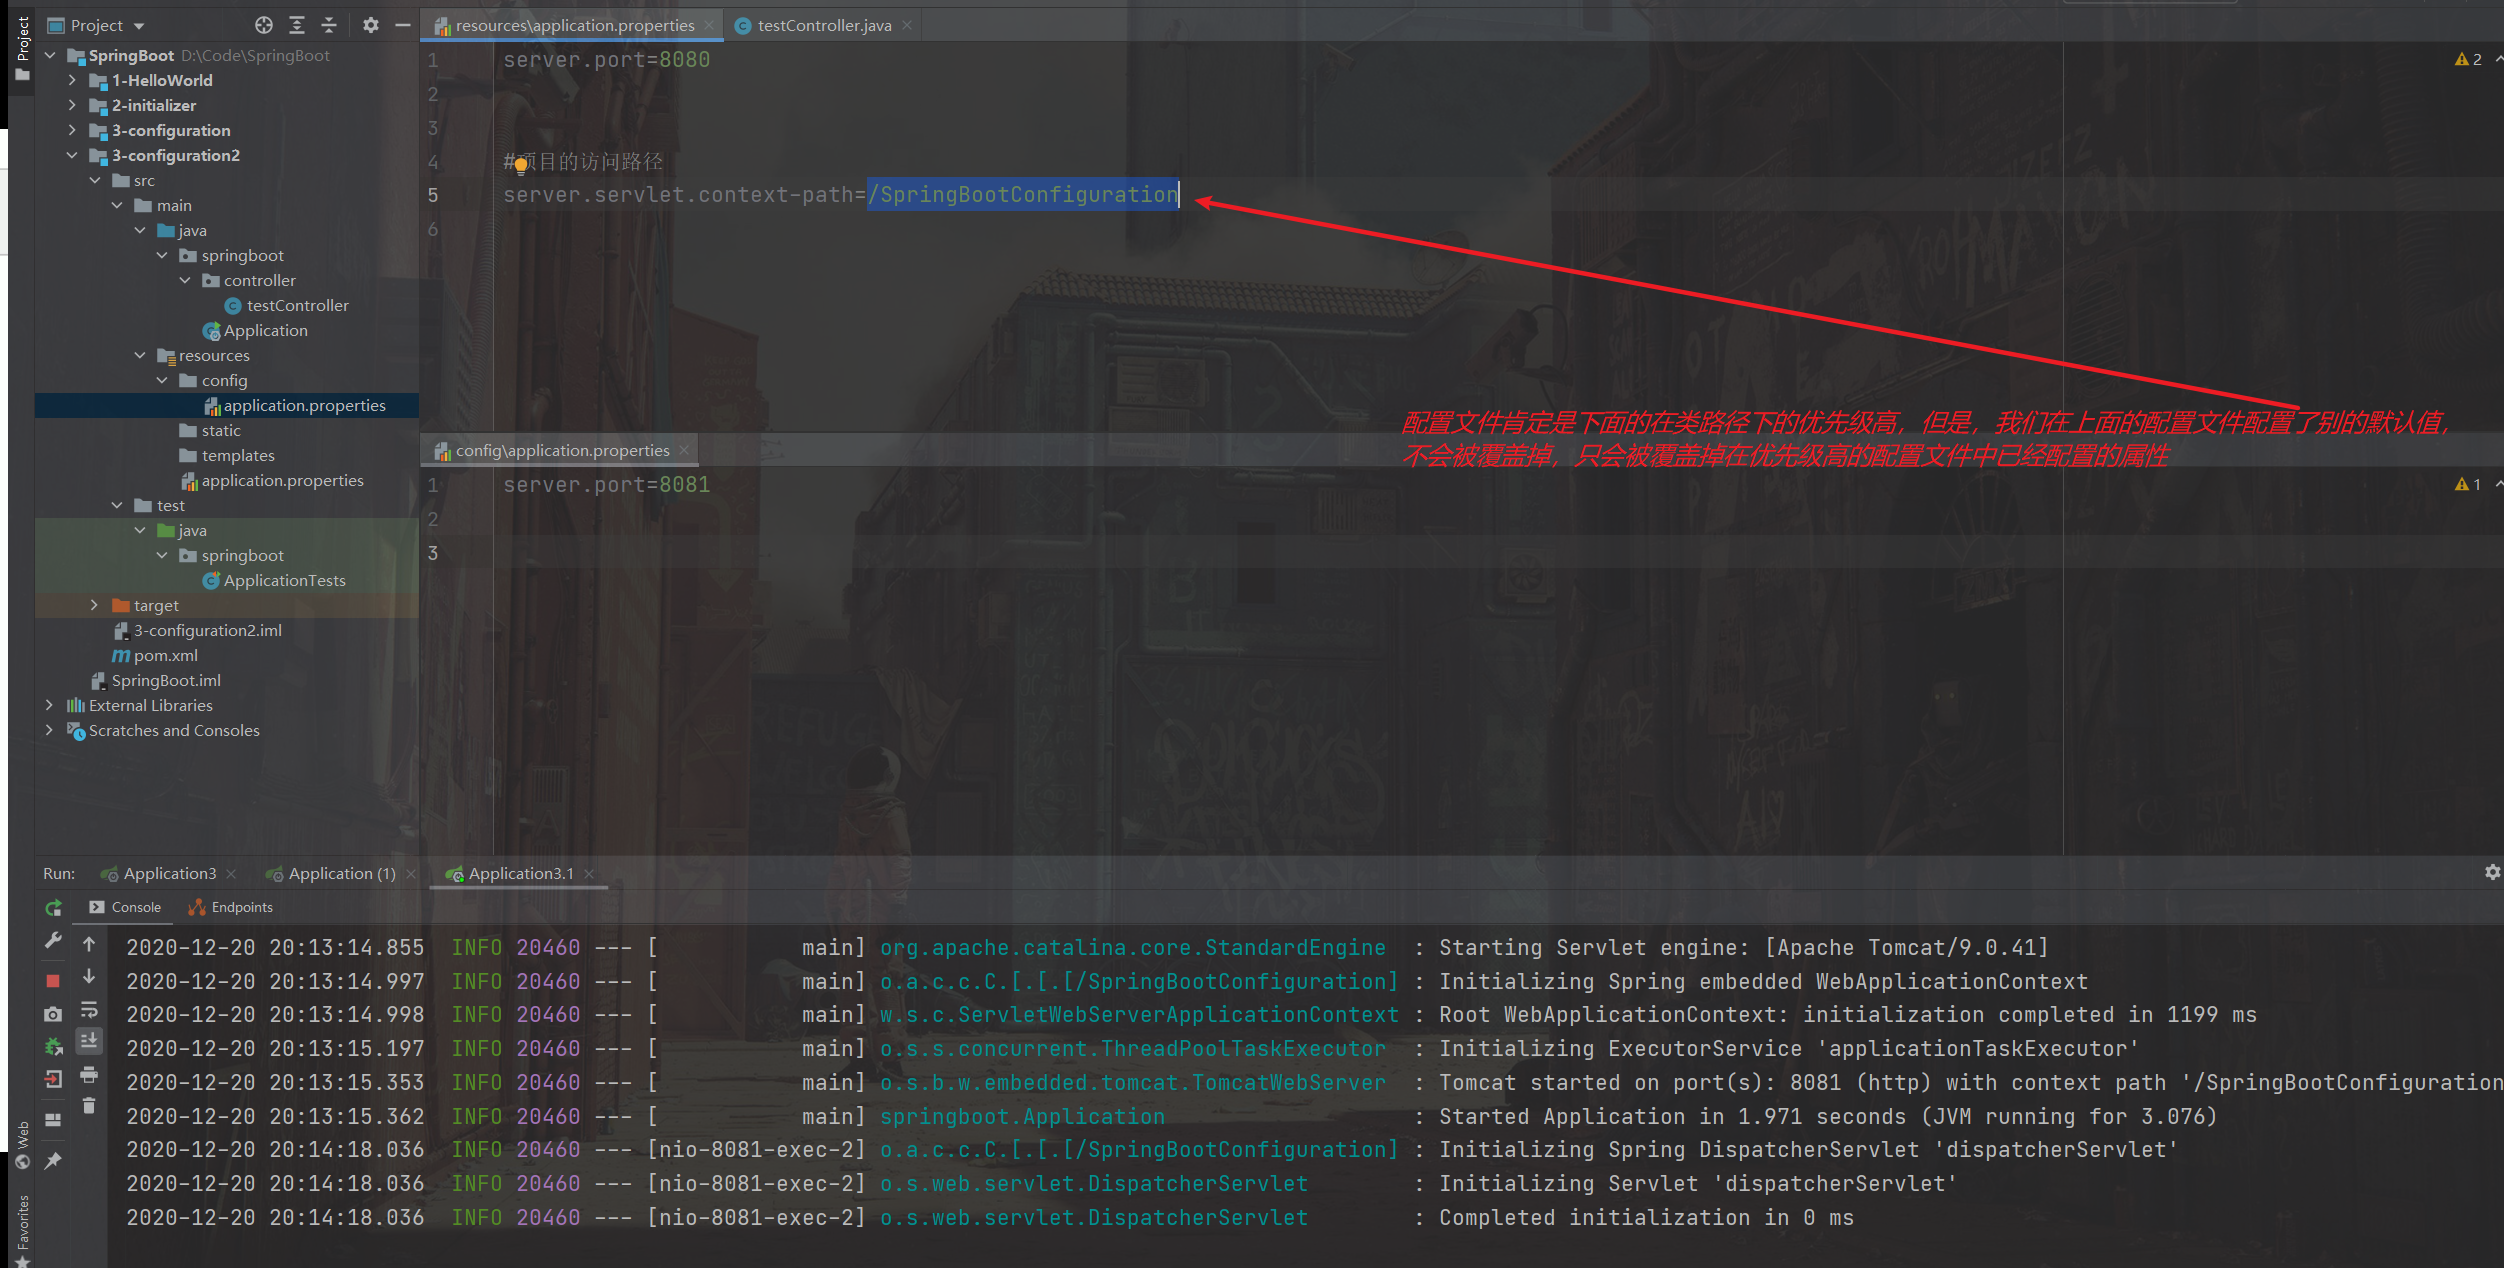 Project
Project
SpringBoot D:\Code\SpringBoot
1-HelloWorld
2-initializer
3-configuration
3-configuration2
src
main
java
springboot
controller
testController
Application
resources
config
application.properties
static
templates
application.properties
test
java
springboot
ApplicationTests
target
3-configuration2.iml
pom.xml
SpringBoot.iml
External Libraries
Scratches and Consoles
resources\application.properties
testController.java
2
1 server.port=8080
2
3
4 #项目的访问路径
5 server.servlet.context-path=/SpringBootConfiguration
6
配置文件肯定是下面的在类路径下的优先级高，但是，我们在上面的配置文件配置了别的默认值，
不会被覆盖掉，只会被覆盖掉在优先级高的配置文件中已经配置的属性
config\application.properties
1
1 server.port=8081
2
3
Run: Application3 Application (1) Application3.1
Console Endpoints
2020-12-20 20:13:14.855 INFO 20460 --- [ main] org.apache.catalina.core.StandardEngine : Starting Servlet engine: [Apache Tomcat/9.0.41]
2020-12-20 20:13:14.997 INFO 20460 --- [ main] o.a.c.c.C.[.[.[/SpringBootConfiguration] : Initializing Spring embedded WebApplicationContext
2020-12-20 20:13:14.998 INFO 20460 --- [ main] w.s.c.ServletWebServerApplicationContext : Root WebApplicationContext: initialization completed in 1199 ms
2020-12-20 20:13:15.197 INFO 20460 --- [ main] o.s.s.concurrent.ThreadPoolTaskExecutor : Initializing ExecutorService 'applicationTaskExecutor'
2020-12-20 20:13:15.353 INFO 20460 --- [ main] o.s.b.w.embedded.tomcat.TomcatWebServer : Tomcat started on port(s): 8081 (http) with context path '/SpringBootConfiguration
2020-12-20 20:13:15.362 INFO 20460 --- [ main] springboot.Application : Started Application in 1.971 seconds (JVM running for 3.076)
2020-12-20 20:14:18.036 INFO 20460 --- [nio-8081-exec-2] o.a.c.c.C.[.[.[/SpringBootConfiguration] : Initializing Spring DispatcherServlet 'dispatcherServlet'
2020-12-20 20:14:18.036 INFO 20460 --- [nio-8081-exec-2] o.s.web.servlet.DispatcherServlet : Initializing Servlet 'dispatcherServlet'
2020-12-20 20:14:18.036 INFO 20460 --- [nio-8081-exec-2] o.s.web.servlet.DispatcherServlet : Completed initialization in 0 ms
Web
Favorites